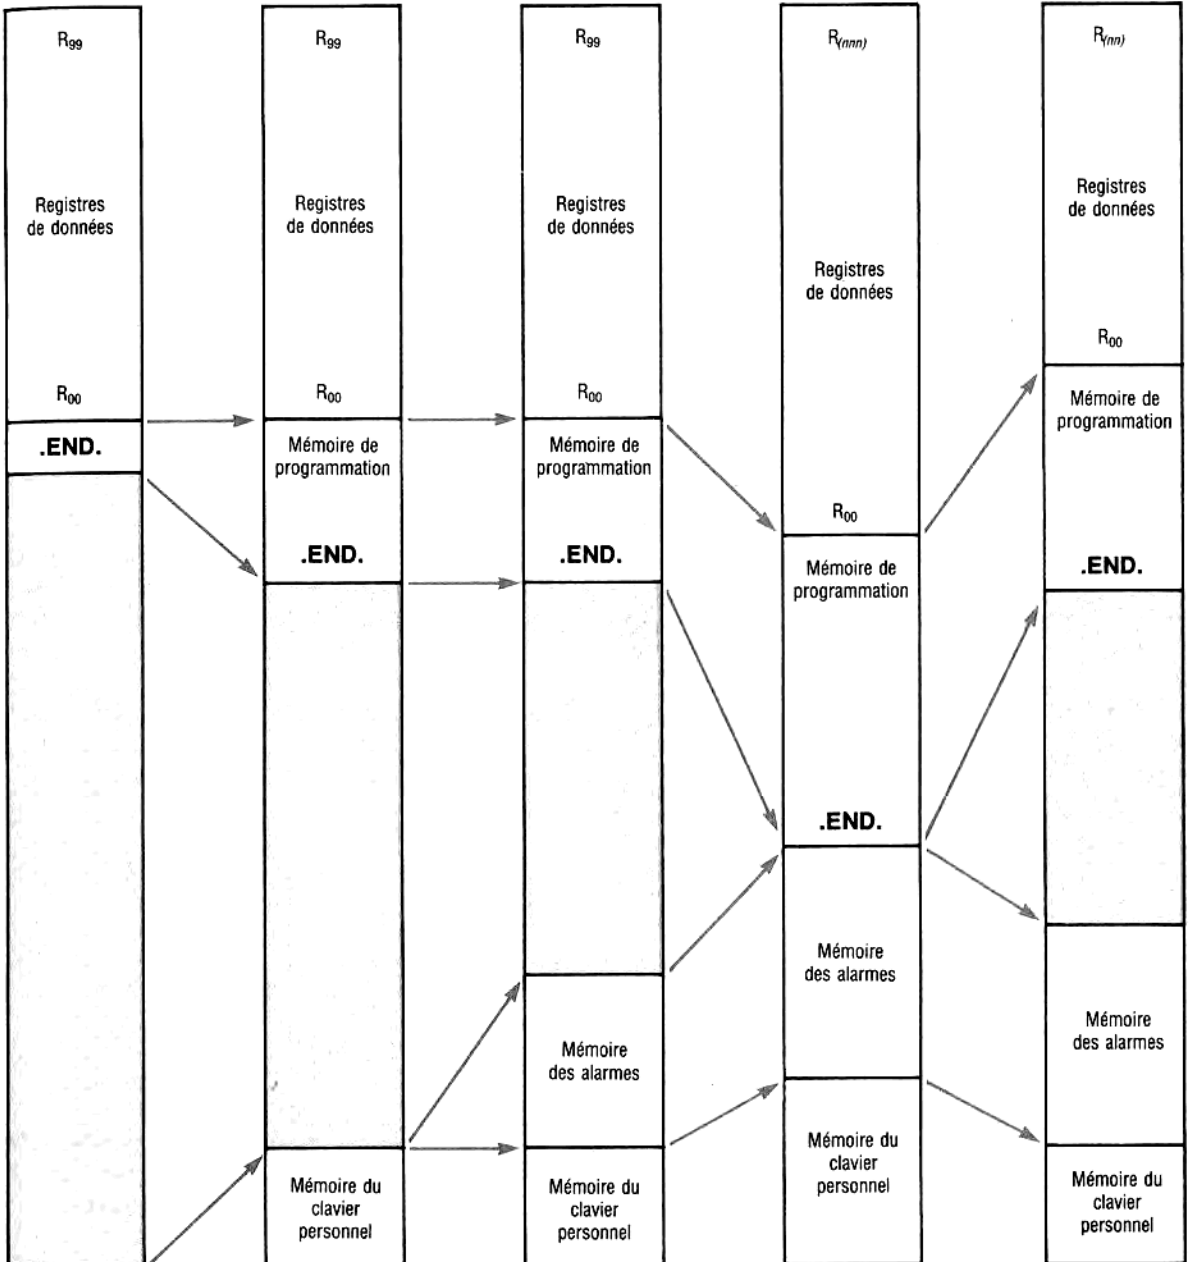 R99
Registres
de données
R00
.END.
R99
Registres
de données
R00
Mémoire de
programmation
.END.
Mémoire du
clavier
personnel
R99
Registres
de données
R00
Mémoire de
programmation
.END.
Mémoire
des alarmes
Mémoire du
clavier
personnel
R(nnn)
Registres
de données
R00
Mémoire de
programmation
.END.
Mémoire
des alarmes
Mémoire du
clavier
personnel
R(nn)
Registres
de données
R00
Mémoire de
programmation
.END.
Mémoire
des alarmes
Mémoire du
clavier
personnel